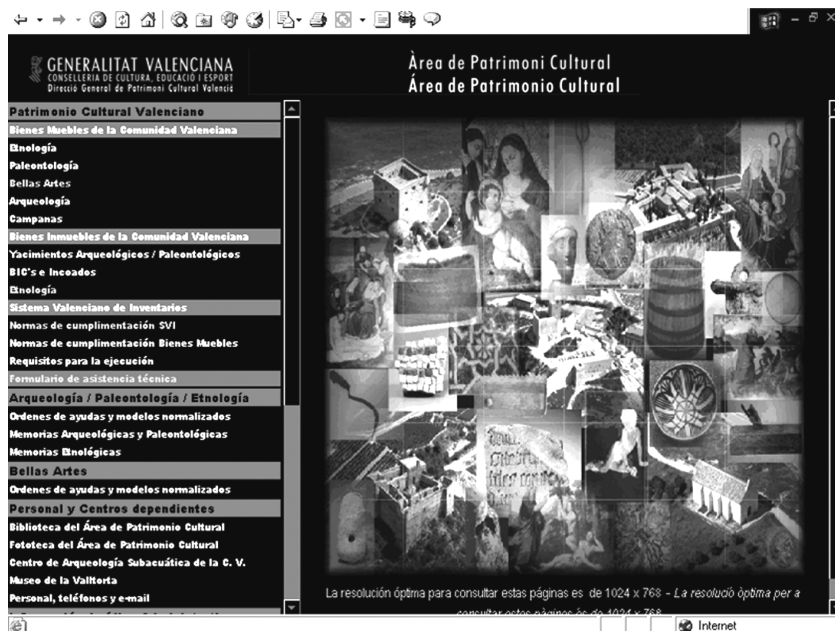 GENERALITAT VALENCIANA
CONSELLERIA DE CULTURA, EDUCACIÓ I ESPORT
Direcció General de Patrimoni Cultural Valencià
Àrea de Patrimoni Cultural
Área de Patrimonio Cultural
Patrimonio Cultural Valenciano
Bienes Muebles de la Comunidad Valenciana
Etnología
Paleontología
Bellas Artes
Arqueología
Campanas
Bienes Inmuebles de la Comunidad Valenciana
Yacimientos Arqueológicos / Paleontológicos
BIC's e Incoados
Etnología
Sistema Valenciano de Inventarios
Normas de cumplimentación SVI
Normas de cumplimentación Bienes Muebles
Requisitos para la ejecución
Formulario de asistencia técnica
Arqueología / Paleontología / Etnología
Ordenes de ayudas y modelos normalizados
Memorias Arqueológicas y Paleontológicas
Memorias Etnológicas
Bellas Artes
Ordenes de ayudas y modelos normalizados
Personal y Centros dependientes
Biblioteca del Área de Patrimonio Cultural
Fototeca del Área de Patrimonio Cultural
Centro de Arqueología Subacuática de la C. V.
Museo de la Valltorta
Personal, teléfonos y e-mail
La resolución óptima para consultar estas páginas es de 1024 x 768 - La resolució òptima per a
consultar estes pàgines és de 1024 x 768
Internet